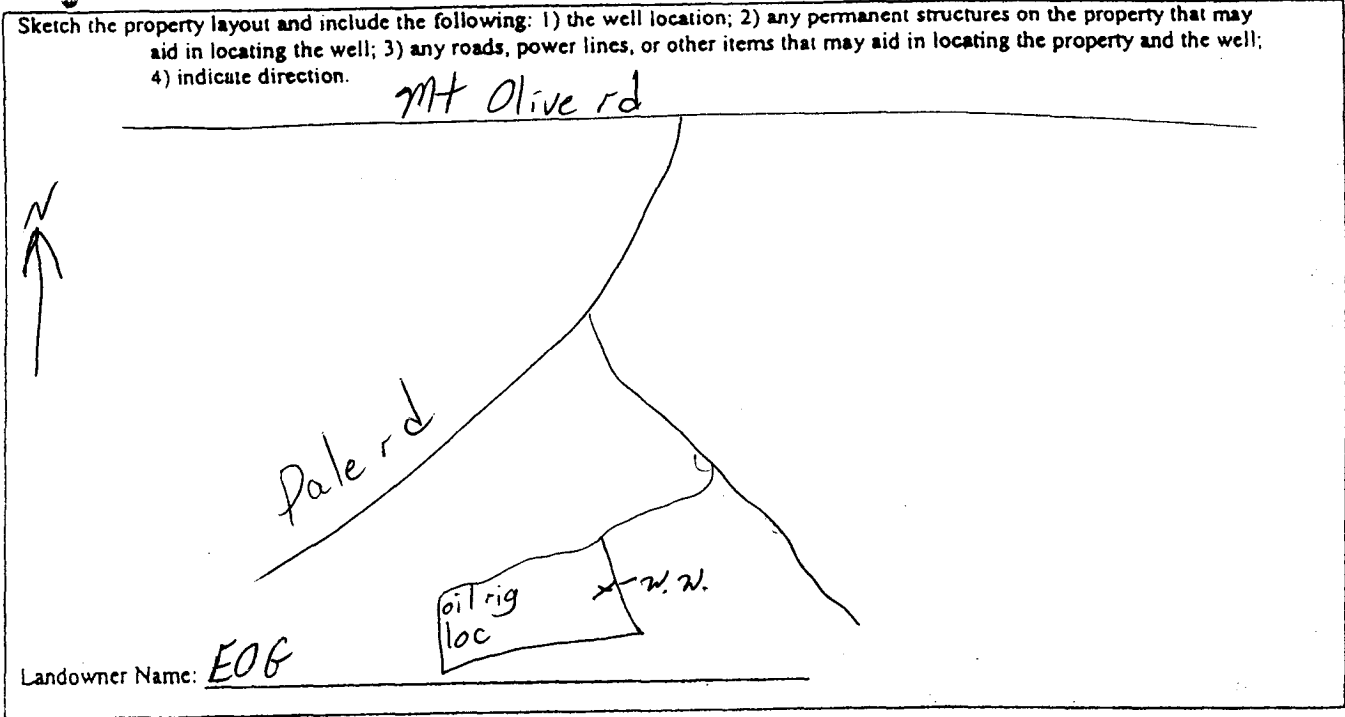 Sketch the property layout and include the following: 1) the well location; 2) any permanent structures on the property that may
aid in locating the well; 3) any roads, power lines, or other items that may aid in locating the property and the well;
4) indicate direction.
Mt Olive rd
N
Dale rd
oil rig
loc
W.W.
Landowner Name: EOG